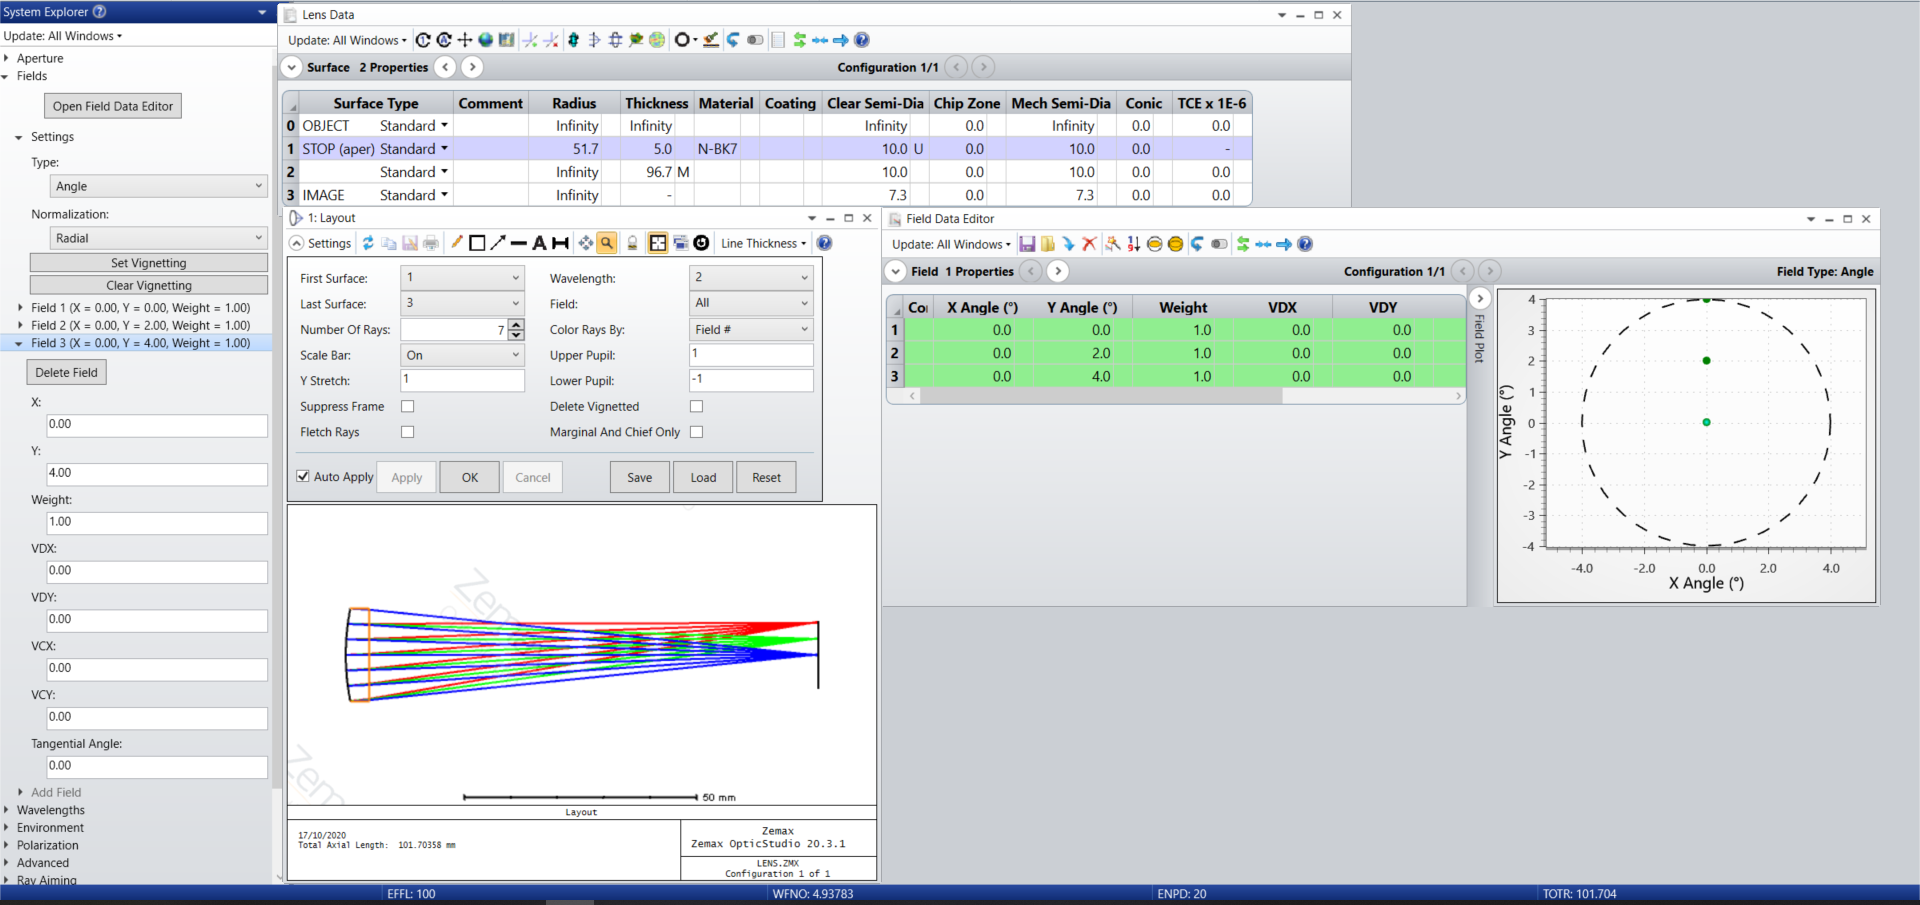 System Explorer ?
Update: All Windows
Aperture
Fields
Open Field Data Editor
Settings
Type:
Angle
Normalization:
Radial
Set Vignetting
Clear Vignetting
Field 1 (X = 0.00, Y = 0.00, Weight = 1.00)
Field 2 (X = 0.00, Y = 2.00, Weight = 1.00)
Field 3 (X = 0.00, Y = 4.00, Weight = 1.00)
Delete Field
X:
0.00
Y:
4.00
Weight:
1.00
VDX:
0.00
VDY:
0.00
VCX:
0.00
VCY:
0.00
Tangential Angle:
0.00
Add Field
Wavelengths
Environment
Polarization
Advanced
Ray Aiming
Lens Data
Update: All Windows
Surface 2 Properties
Configuration 1/1
Surface Type Comment Radius Thickness Material Coating Clear Semi-Dia Chip Zone Mech Semi-Dia Conic TCE x 1E-6
0 OBJECT Standard Infinity Infinity Infinity 0.0 Infinity 0.0 0.0
1 STOP (aper) Standard 51.7 5.0 N-BK7 10.0 U 0.0 10.0 0.0 -
2 Standard Infinity 96.7 M 10.0 0.0 10.0 0.0 0.0
3 IMAGE Standard Infinity - 7.3 0.0 7.3 0.0 0.0
1: Layout
Settings
Line Thickness
First Surface: 1 Wavelength: 2
Last Surface: 3 Field: All
Number Of Rays: 7 Color Rays By: Field #
Scale Bar: On Upper Pupil: 1
Y Stretch: 1 Lower Pupil: -1
Suppress Frame Delete Vignetted
Fletch Rays Marginal And Chief Only
Auto Apply Apply OK Cancel Save Load Reset
Zem
Zem
50 mm
Layout
17/10/2020
Total Axial Length: 101.70358 mm
Zemax
Zemax OpticStudio 20.3.1
LENS.ZMX
Configuration 1 of 1
Field Data Editor
Update: All Windows
Field 1 Properties
Configuration 1/1
Field Type: Angle
Co X Angle (°) Y Angle (°) Weight VDX VDY
1 0.0 0.0 1.0 0.0 0.0
2 0.0 2.0 1.0 0.0 0.0
3 0.0 4.0 1.0 0.0 0.0
Field Plot
Y Angle (°)
4
3
2
1
0
-1
-2
-3
-4
-4.0 -2.0 0.0 2.0 4.0
X Angle (°)
EFFL: 100 WFNO: 4.93783 ENPD: 20 TOTR: 101.704